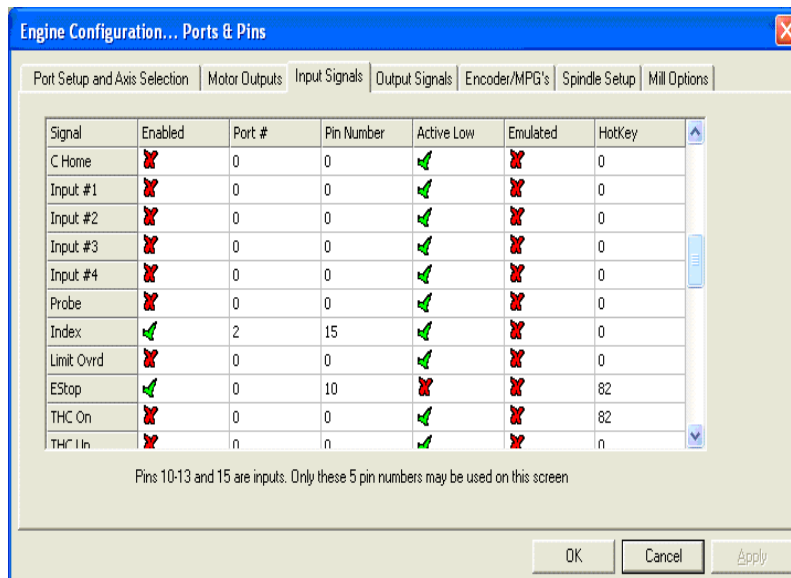 Engine Configuration... Ports & Pins
Port Setup and Axis Selection Motor Outputs Input Signals Output Signals Encoder/MPG's Spindle Setup Mill Options
Signal Enabled Port # Pin Number Active Low Emulated HotKey
C Home 0 0 0
Input #1 0 0 0
Input #2 0 0 0
Input #3 0 0 0
Input #4 0 0 0
Probe 0 0 0
Index 2 15 0
Limit Ovrd 0 0 0
EStop 0 10 82
THC On 0 0 82
THC Up 0 0 0
Pins 10-13 and 15 are inputs. Only these 5 pin numbers may be used on this screen
OK Cancel Apply